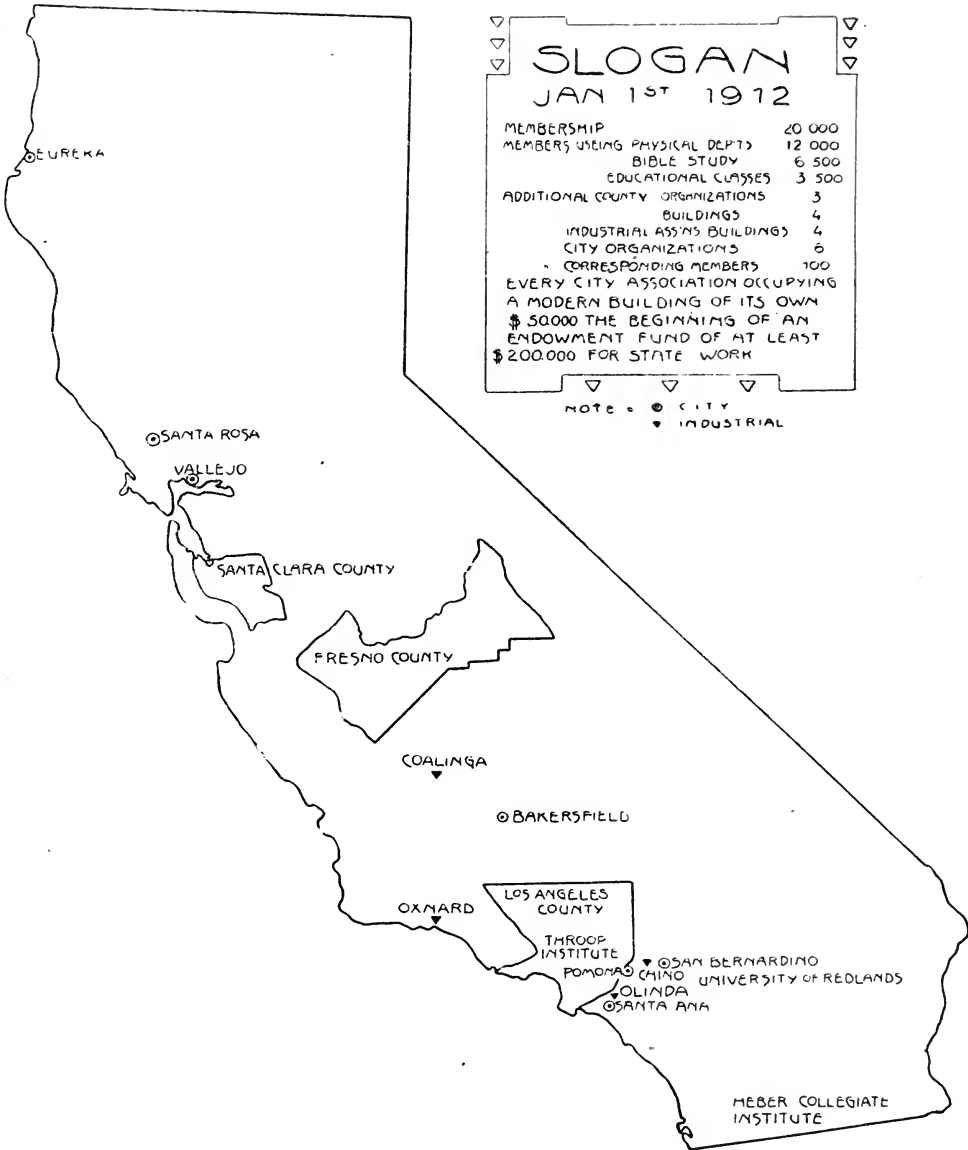 SLOGAN
JAN 1ST 1912
MEMBERSHIP 20 000
MEMBERS USEING PHYSICAL DEPTS 12 000
BIBLE STUDY 6 500
EDUCATIONAL CLASSES 3 500
ADDITIONAL COUNTY ORGANIZATIONS 3
BUILDINGS 4
INDUSTRIAL ASS'NS BUILDINGS 4
CITY ORGANIZATIONS 6
CORRESPONDING MEMBERS 100
EVERY CITY ASSOCIATION OCCUPYING
A MODERN BUILDING OF ITS OWN
$ 50.000 THE BEGINNING OF AN
ENDOWMENT FUND OF AT LEAST
$ 200.000 FOR STATE WORK
NOTE = ◉ CITY
▼ INDUSTRIAL
EUREKA
SANTA ROSA
VALLEJO
SANTA CLARA COUNTY
FRESNO COUNTY
COALINGA
BAKERSFIELD
OXNARD
LOS ANGELES
COUNTY
THROOP
INSTITUTE
POMONA
CHINO
SAN BERNARDINO
UNIVERSITY OF REDLANDS
OLINDA
SANTA ANA
HEBER COLLEGIATE
INSTITUTE